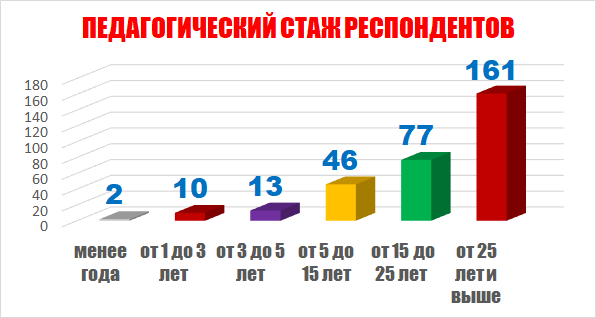 ПЕДАГОГИЧЕСКИЙ СТАЖ РЕСПОНДЕНТОВ
180
160
140
120
100
80
60
40
20
0
2
10
13
46
77
161
менее
года
от 1 до 3
лет
от 3 до 5
лет
от 5 до
15 лет
от 15 до
25 лет
от 25
лет и
выше